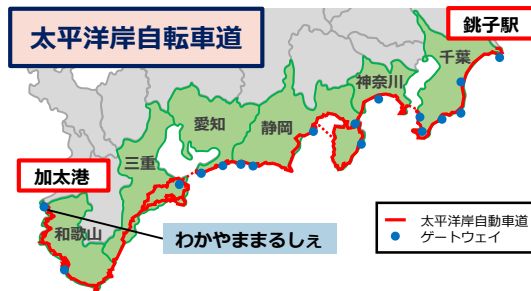 太平洋岸自転車道
銚子駅
千葉
神奈川
静岡
愛知
三重
加太港
和歌山
わかやままるしぇ
太平洋岸自動車道
ゲートウェイ